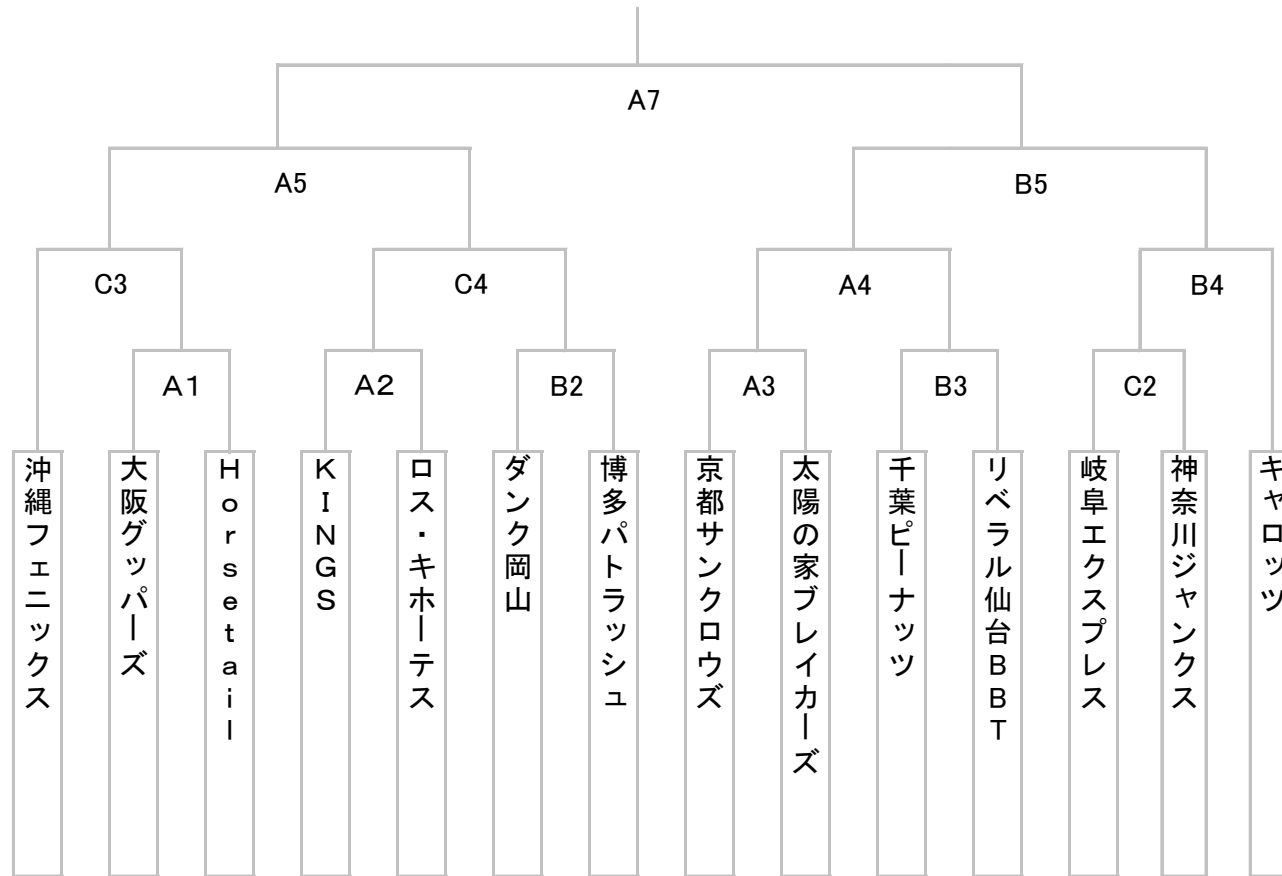 A7
A5
B5
C3
C4
A4
B4
A1
A2
B2
A3
B3
C2
沖縄フェニックス
大阪グッパーズ
Horsetail
KINGS
ロス・キホーテス
ダンク岡山
博多パトラッシュ
京都サンクロウズ
太陽の家ブレイカーズ
千葉ピーナッツ
リベラル仙台BBT
岐阜エクスプレス
神奈川ジャンクス
キャロッツ